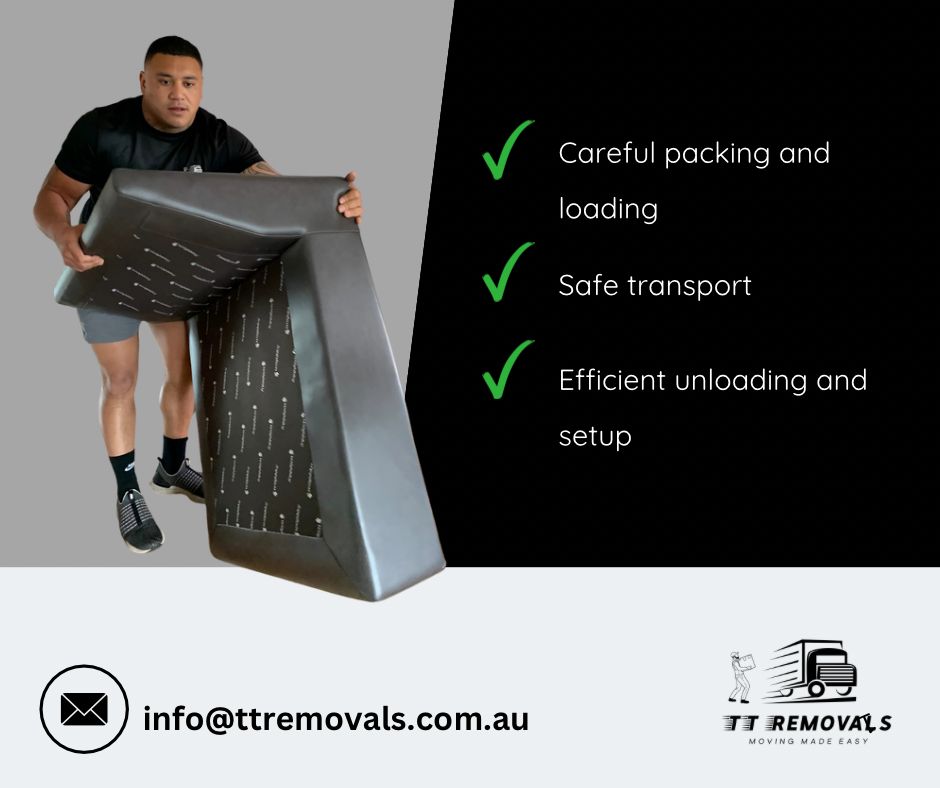 Careful packing and
loading
Safe transport
Efficient unloading and
setup
info@ttremovals.com.au
TT REMOVALS
MOVING MADE EASY